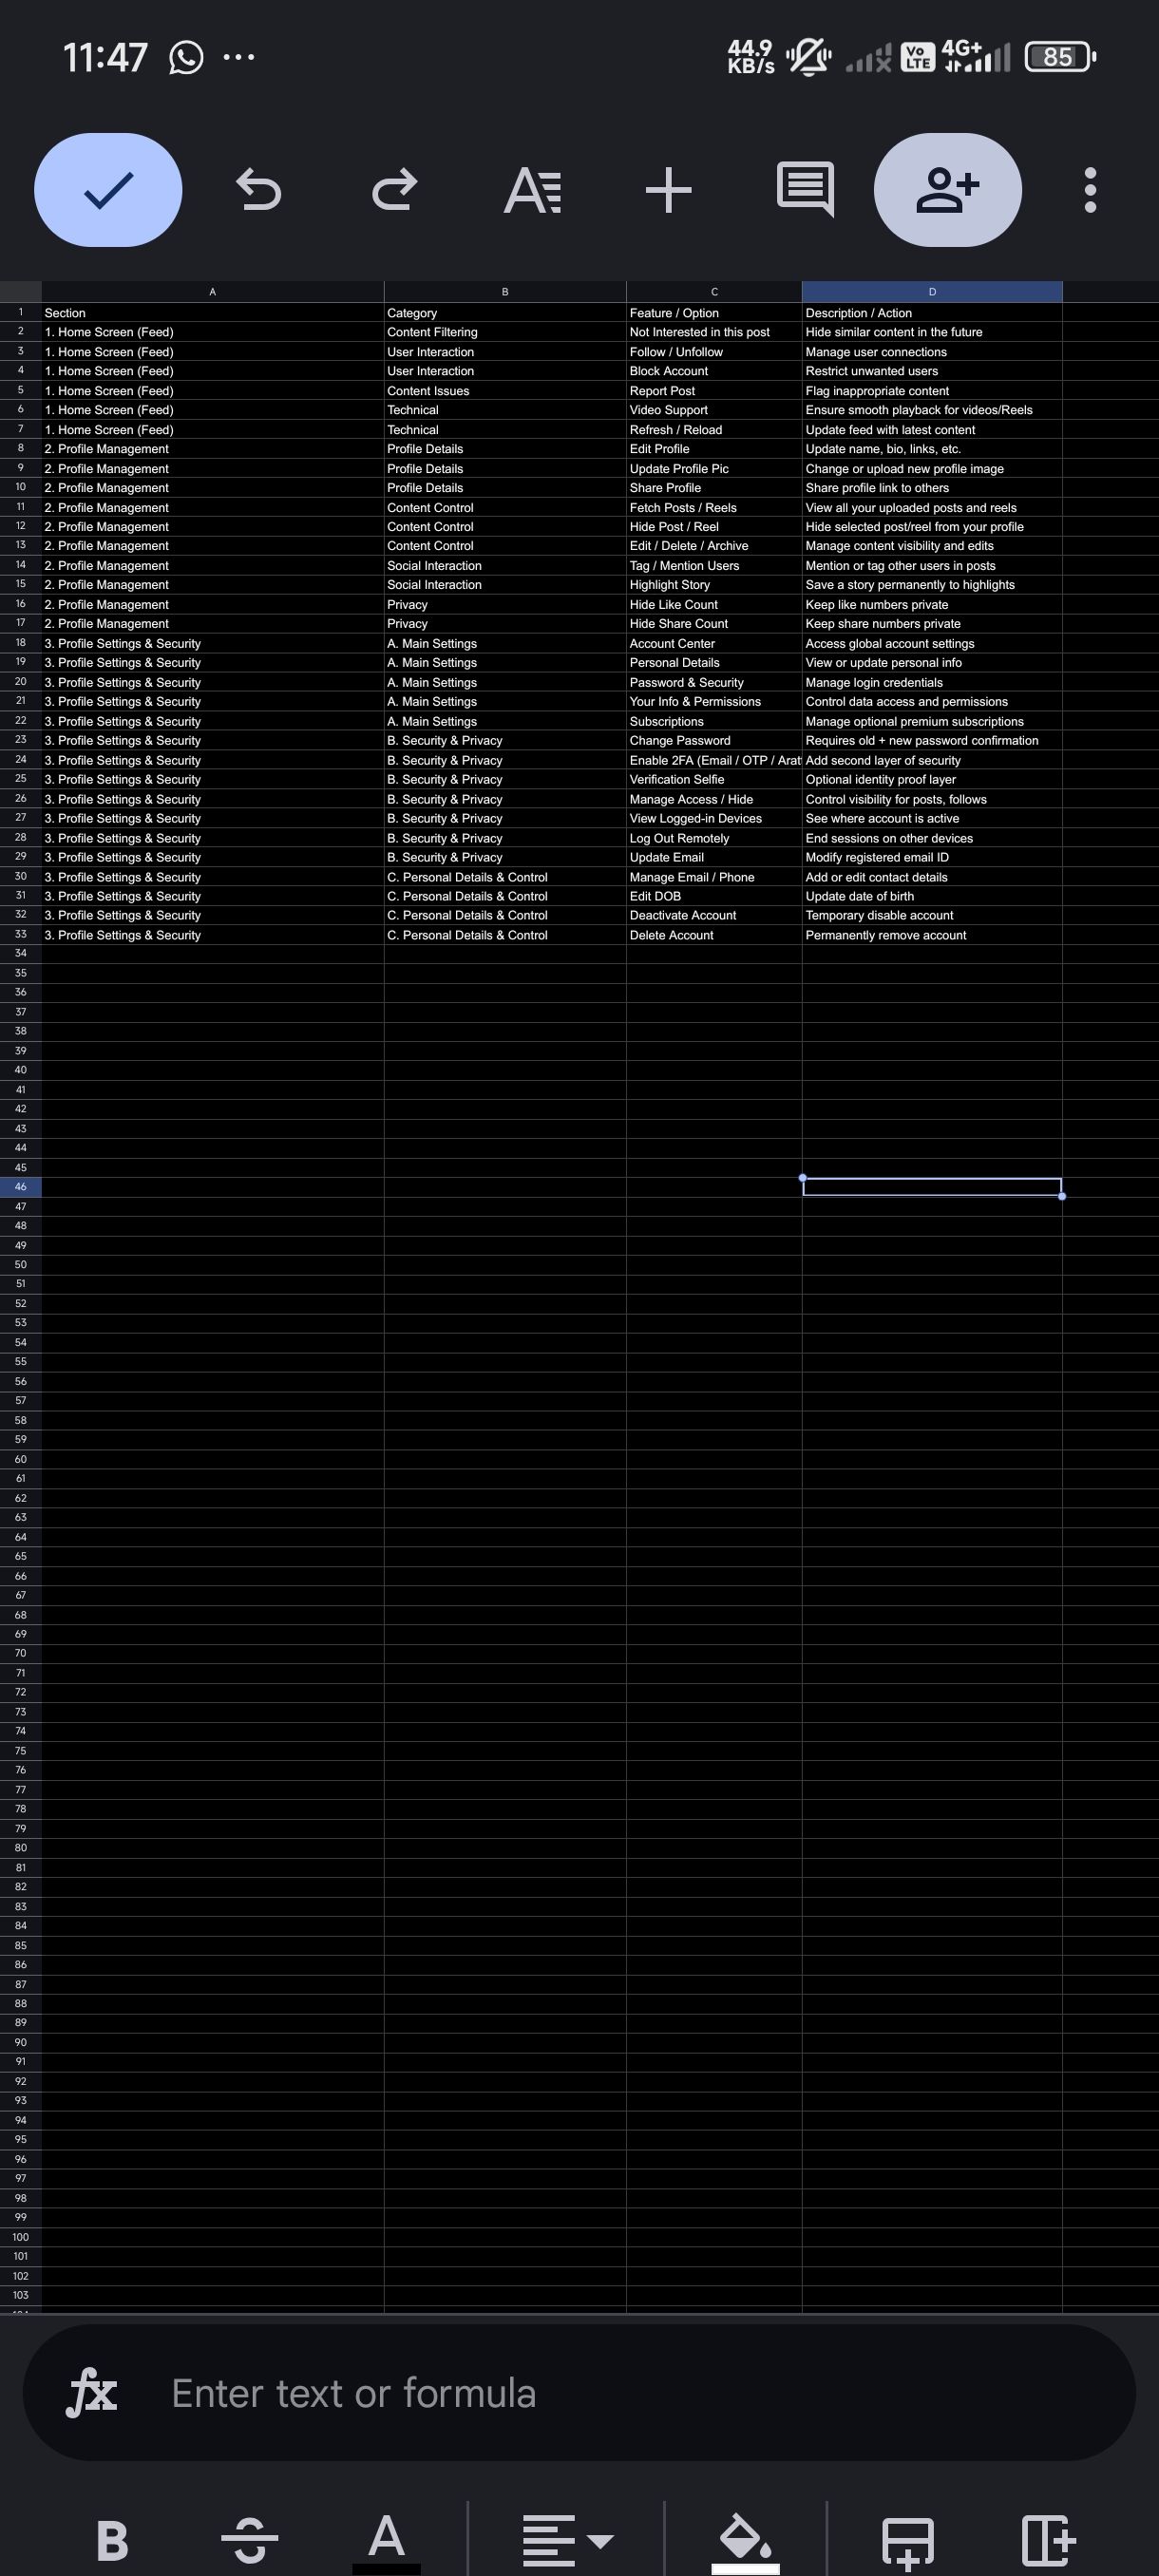 11:47
44.9 KB/s Vo LTE 4G+ 85
A B C D
1 Section Category Feature / Option Description / Action
2 1. Home Screen (Feed) Content Filtering Not Interested in this post Hide similar content in the future
3 1. Home Screen (Feed) User Interaction Follow / Unfollow Manage user connections
4 1. Home Screen (Feed) User Interaction Block Account Restrict unwanted users
5 1. Home Screen (Feed) Content Issues Report Post Flag inappropriate content
6 1. Home Screen (Feed) Technical Video Support Ensure smooth playback for videos/Reels
7 1. Home Screen (Feed) Technical Refresh / Reload Update feed with latest content
8 2. Profile Management Profile Details Edit Profile Update name, bio, links, etc.
9 2. Profile Management Profile Details Update Profile Pic Change or upload new profile image
10 2. Profile Management Profile Details Share Profile Share profile link to others
11 2. Profile Management Content Control Fetch Posts / Reels View all your uploaded posts and reels
12 2. Profile Management Content Control Hide Post / Reel Hide selected post/reel from your profile
13 2. Profile Management Content Control Edit / Delete / Archive Manage content visibility and edits
14 2. Profile Management Social Interaction Tag / Mention Users Mention or tag other users in posts
15 2. Profile Management Social Interaction Highlight Story Save a story permanently to highlights
16 2. Profile Management Privacy Hide Like Count Keep like numbers private
17 2. Profile Management Privacy Hide Share Count Keep share numbers private
18 3. Profile Settings & Security A. Main Settings Account Center Access global account settings
19 3. Profile Settings & Security A. Main Settings Personal Details View or update personal info
20 3. Profile Settings & Security A. Main Settings Password & Security Manage login credentials
21 3. Profile Settings & Security A. Main Settings Your Info & Permissions Control data access and permissions
22 3. Profile Settings & Security A. Main Settings Subscriptions Manage optional premium subscriptions
23 3. Profile Settings & Security B. Security & Privacy Change Password Requires old + new password confirmation
24 3. Profile Settings & Security B. Security & Privacy Enable 2FA (Email / OTP / Add second layer of security
25 3. Profile Settings & Security B. Security & Privacy Verification Selfie Optional identity proof layer
26 3. Profile Settings & Security B. Security & Privacy Manage Access / Hide Control visibility for posts, follows
27 3. Profile Settings & Security B. Security & Privacy View Logged-in Devices See where account is active
28 3. Profile Settings & Security B. Security & Privacy Log Out Remotely End sessions on other devices
29 3. Profile Settings & Security B. Security & Privacy Update Email Modify registered email ID
30 3. Profile Settings & Security C. Personal Details & Control Manage Email / Phone Add or edit contact details
31 3. Profile Settings & Security C. Personal Details & Control Edit DOB Update date of birth
32 3. Profile Settings & Security C. Personal Details & Control Deactivate Account Temporary disable account
33 3. Profile Settings & Security C. Personal Details & Control Delete Account Permanently remove account
34
35
36
37
38
39
40
41
42
43
44
45
46
47
48
49
50
51
52
53
54
55
56
57
58
59
60
61
62
63
64
65
66
67
68
69
70
71
72
73
74
75
76
77
78
79
80
81
82
83
84
85
86
87
88
89
90
91
92
93
94
95
96
97
98
99
100
101
102
103
fx Enter text or formula
B S A